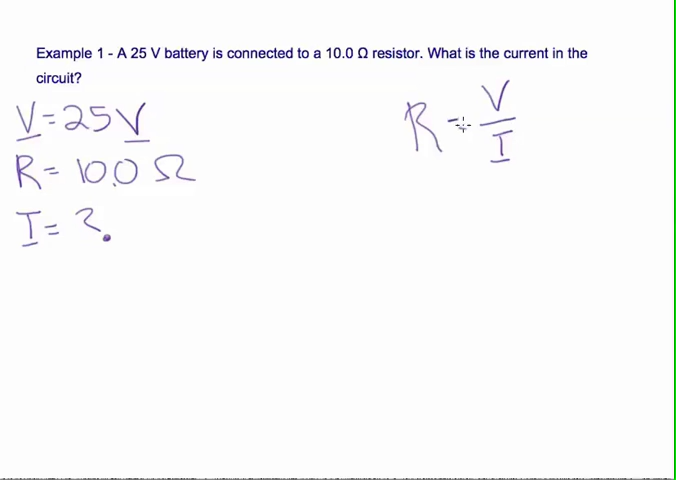 Example 1 - A 25 V battery is connected to a 10.0 Ω resistor. What is the current in the
circuit?
V = 25 V
R = 10.0 Ω
I = ?
R = V/I